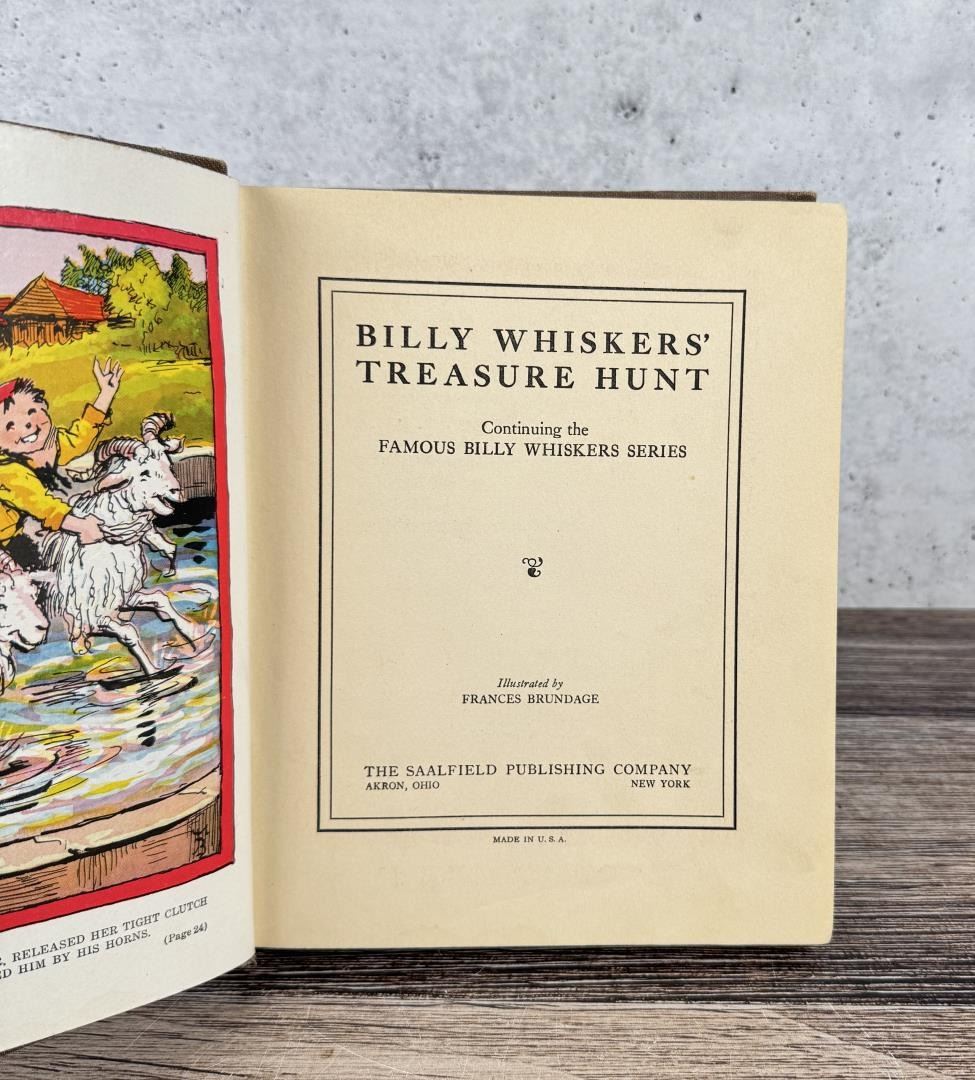 BILLY WHISKERS'
TREASURE HUNT
Continuing the
FAMOUS BILLY WHISKERS SERIES
Illustrated by
FRANCES BRUNDAGE
THE SAALFIELD PUBLISHING COMPANY
AKRON, OHIO NEW YORK
MADE IN U. S. A.
RELEASED HER TIGHT CLUTCH
HIM BY HIS HORNS. (Page 24)